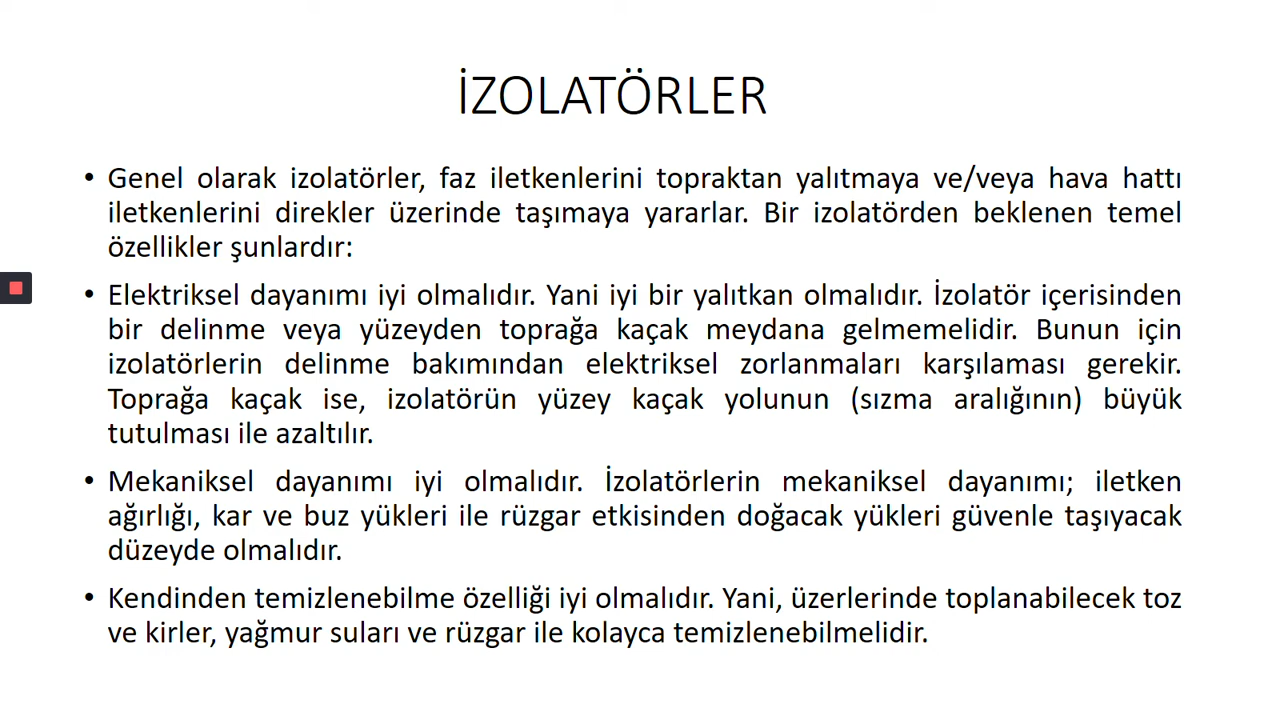 İZOLATÖRLER
• Genel olarak izolatörler, faz iletkenlerini topraktan yalıtmaya ve/veya hava hattı
iletkenlerini direkler üzerinde taşımaya yararlar. Bir izolatörden beklenen temel
özellikler şunlardır:
• Elektriksel dayanımı iyi olmalıdır. Yani iyi bir yalıtkan olmalıdır. İzolatör içerisinden
bir delinme veya yüzeyden toprağa kaçak meydana gelmemelidir. Bunun için
izolatörlerin delinme bakımından elektriksel zorlanmaları karşılaması gerekir.
Toprağa kaçak ise, izolatörün yüzey kaçak yolunun (sızma aralığının) büyük
tutulması ile azaltılır.
• Mekaniksel dayanımı iyi olmalıdır. İzolatörlerin mekaniksel dayanımı; iletken
ağırlığı, kar ve buz yükleri ile rüzgar etkisinden doğacak yükleri güvenle taşıyacak
düzeyde olmalıdır.
• Kendinden temizlenebilme özelliği iyi olmalıdır. Yani, üzerlerinde toplanabilecek toz
ve kirler, yağmur suları ve rüzgar ile kolayca temizlenebilmelidir.